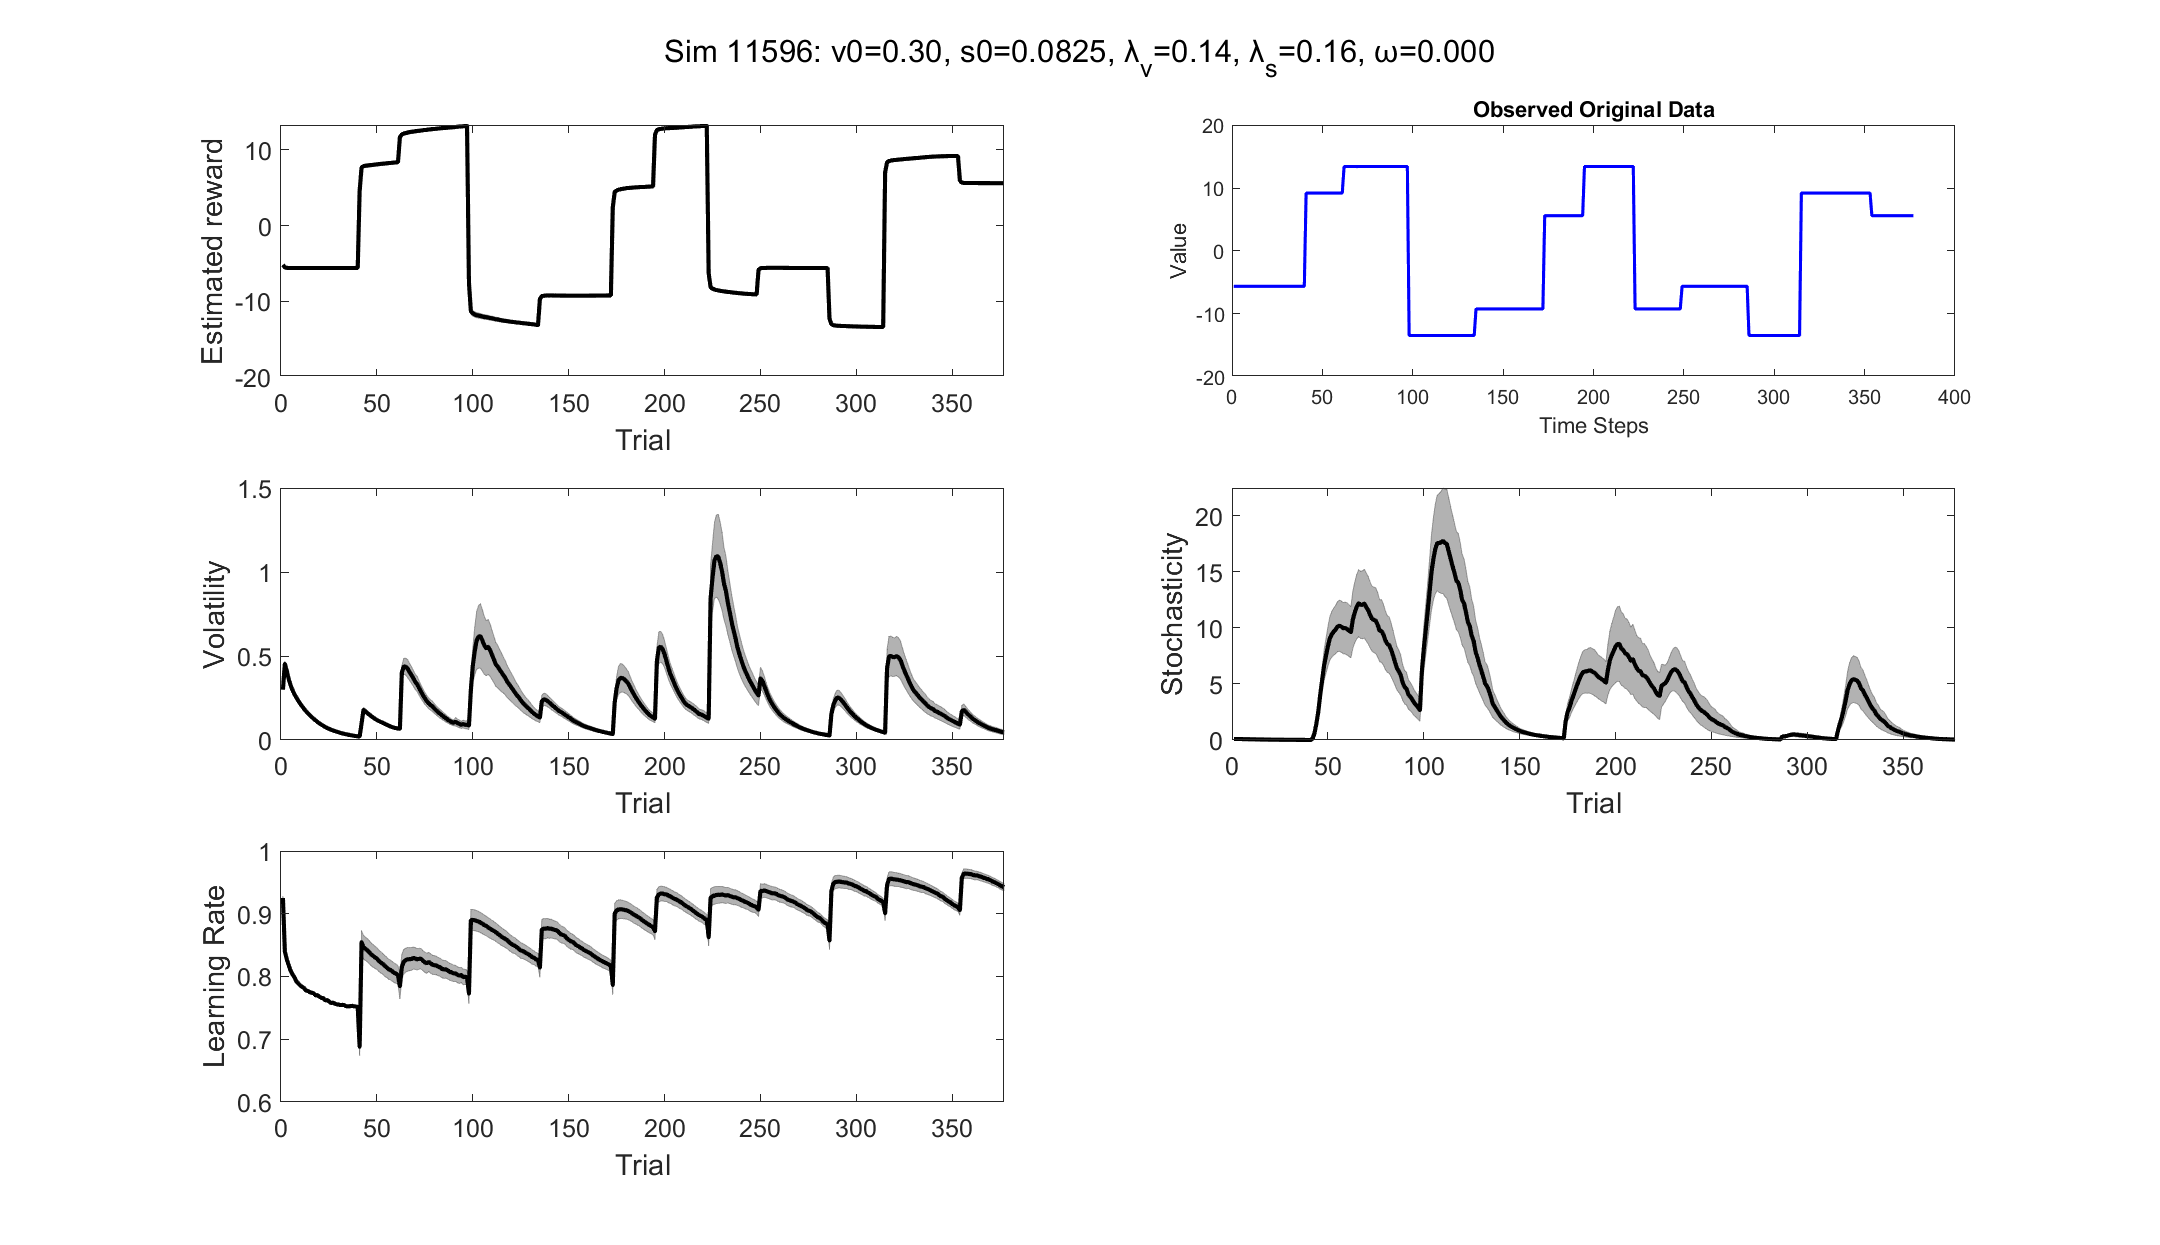 Sim 11596: v0=0.30, s0=0.0825, λ_v=0.14, λ_s=0.16, ω=0.000
Estimated reward
10
0
-10
-20
0 50 100 150 200 250 300 350
Trial
Observed Original Data
Value
20
10
0
-10
-20
0 50 100 150 200 250 300 350 400
Time Steps
Volatility
1.5
1
0.5
0
0 50 100 150 200 250 300 350
Trial
Stochasticity
20
15
10
5
0
0 50 100 150 200 250 300 350
Trial
Learning Rate
1
0.9
0.8
0.7
0.6
0 50 100 150 200 250 300 350
Trial